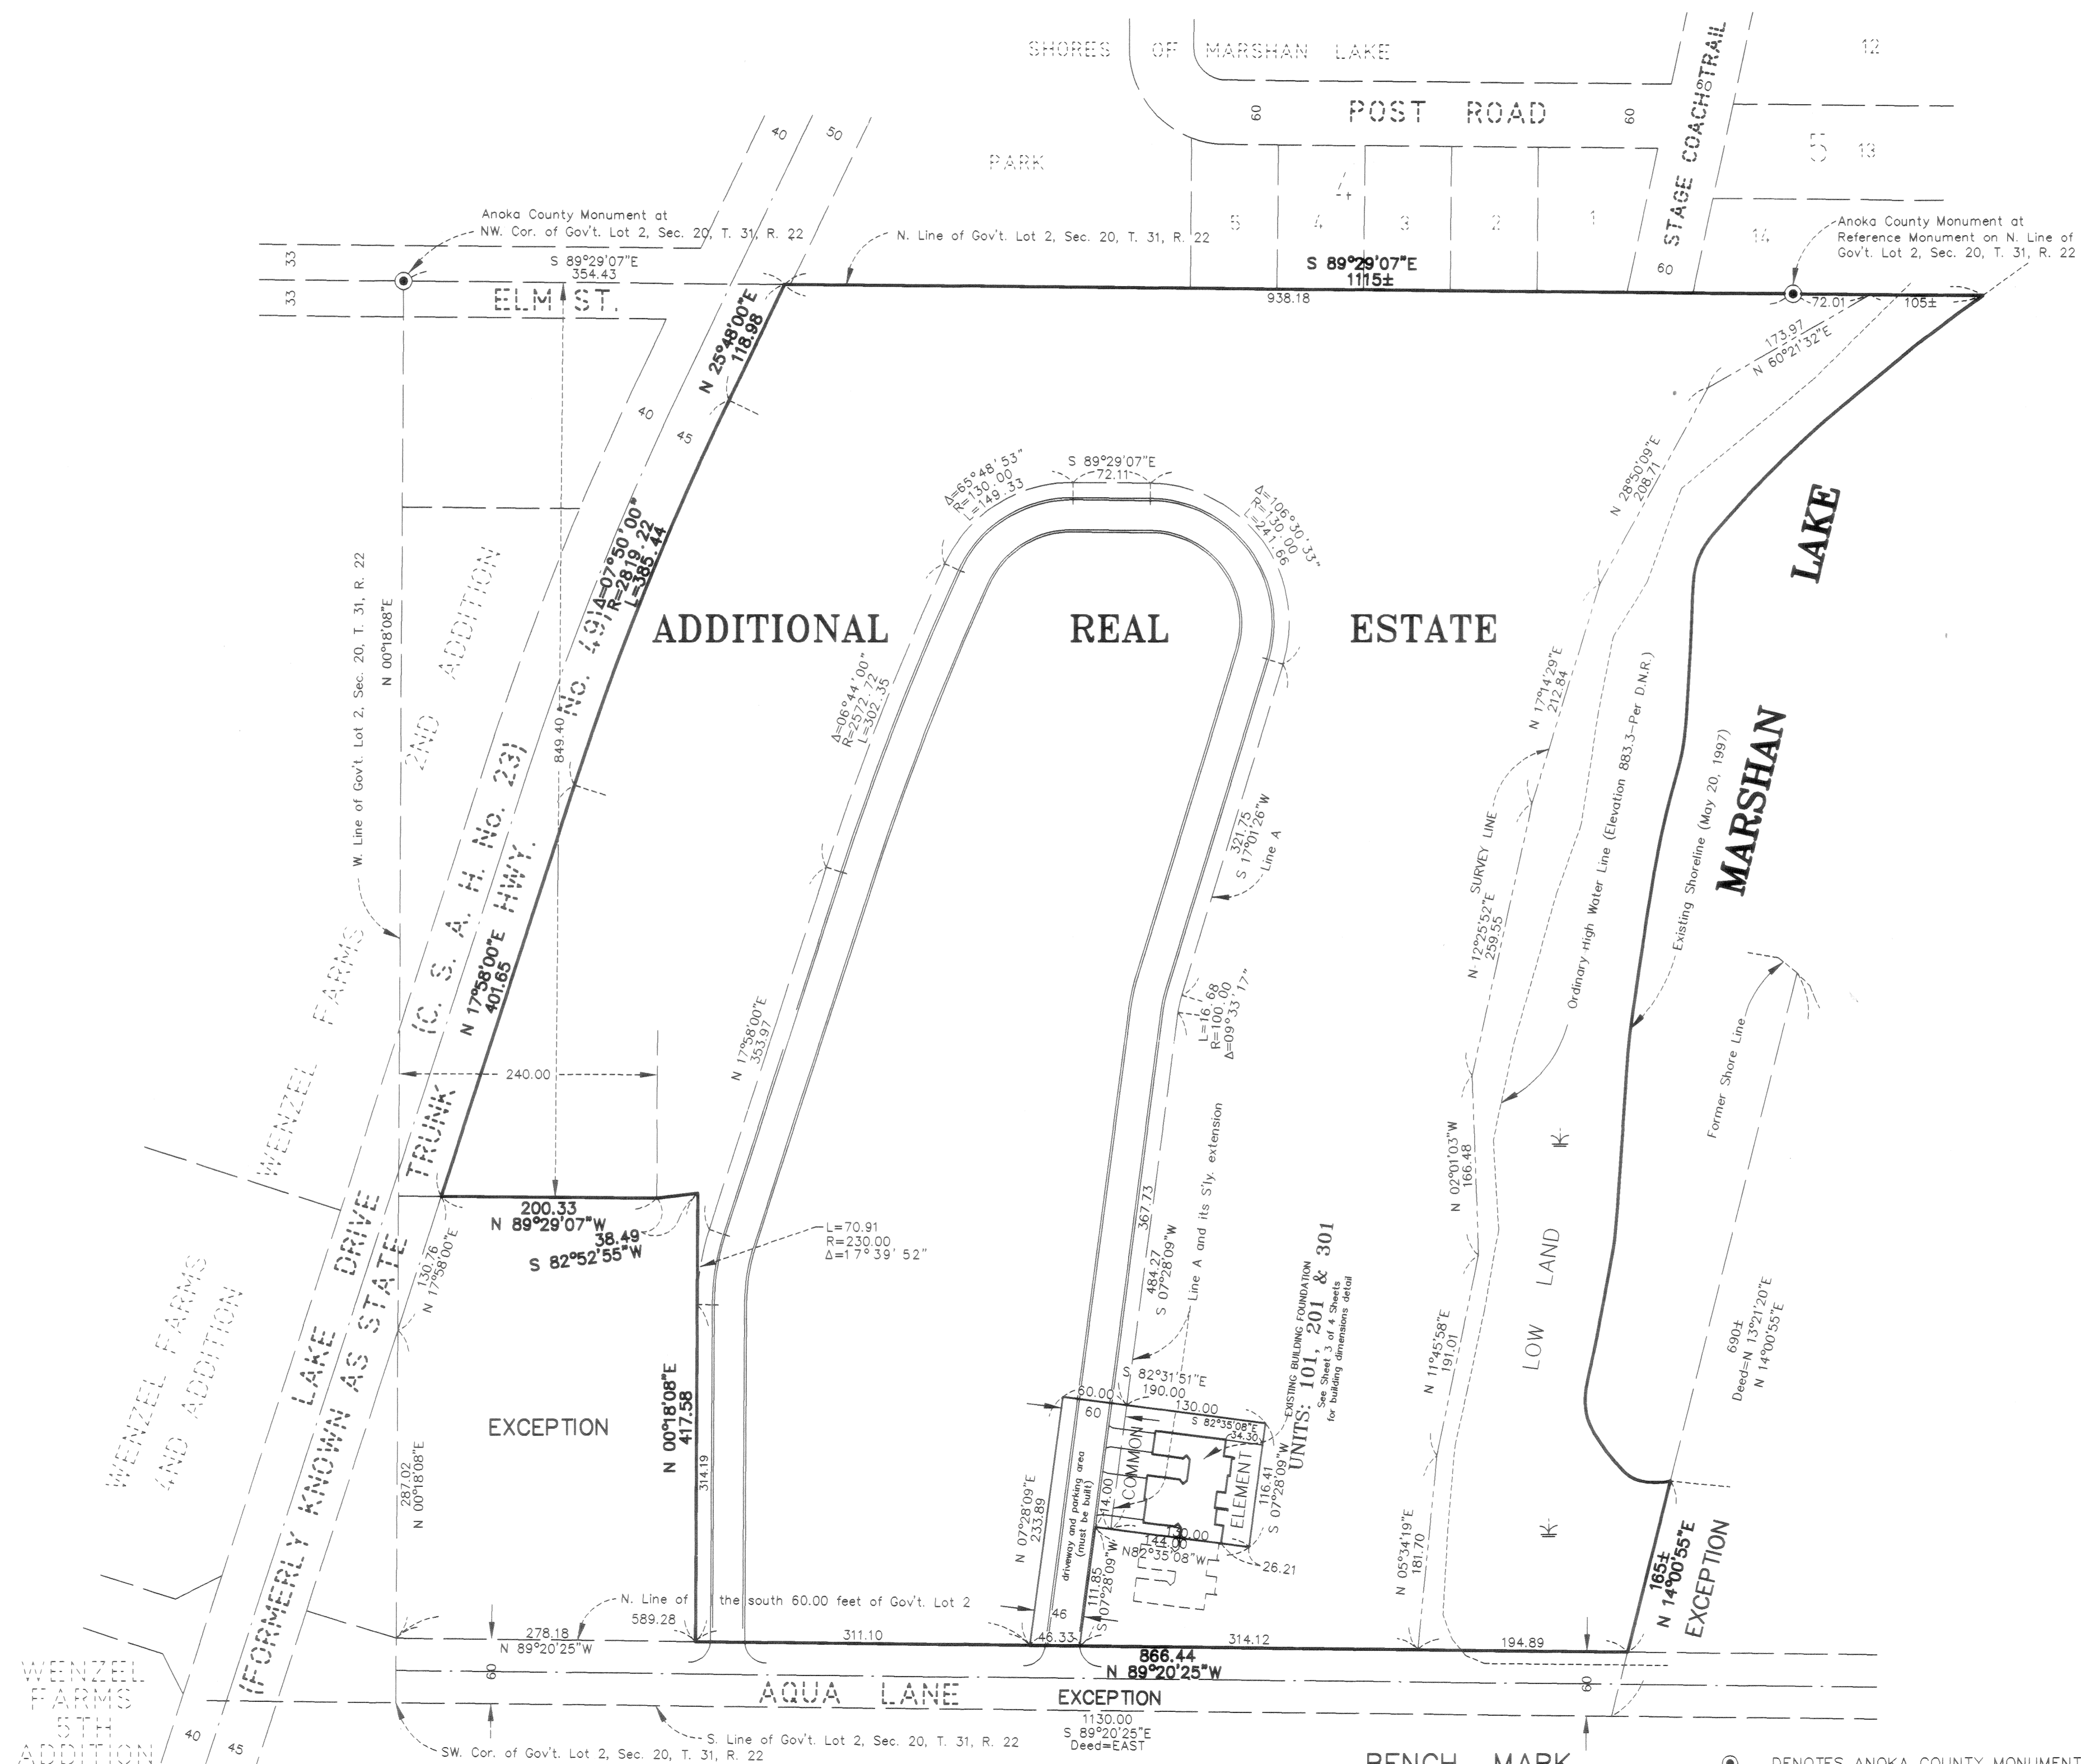 SHORES OF MARSHAN LAKE
POST ROAD
60
60
STAGE COACH TRAIL
60
12
5
13
14
PARK
4
5
4
3
2
1
40
50
Anoka County Monument at
NW. Cor. of Gov't. Lot 2, Sec. 20, T. 31, R. 22
N. Line of Gov't. Lot 2, Sec. 20, T. 31, R. 22
Anoka County Monument at
Reference Monument on N. Line of
Gov't. Lot 2, Sec. 20, T. 31, R. 22
33
33
S 89°29'07"E
354.43
ELM ST.
S 89°29'07"E
1115±
938.18
72.01
105±
173.97
N 60°21'32"E
N 25°48'00"E
118.98
40
45
N 28°50'09"E
208.71
Δ=65°48'53"
R=130.00
L=149.33
S 89°29'07"E
72.11
Δ=106°30'33"
R=130.00
L=241.66
Δ=07°50'00"
R=2819.22
L=385.44
ADDITIONAL REAL ESTATE
LAKE
MARSHAN
W. Line of Gov't. Lot 2, Sec. 20, T. 31, R. 22
N 00°18'08"E
2ND ADDITION
WENZEL FARMS
849.40
Δ=06°44'00"
R=2572.72
L=302.35
N 17°14'29"E
212.84
SURVEY LINE
Ordinary High Water Line (Elevation 883.3-Per D.N.R.)
Existing Shoreline (May 20, 1997)
321.75
S 17°01'26"W
Line A
N 12°25'52"E
259.55
(C. S. A. H. No. 23)
TRUNK HWY. No. 49)
N 17°58'00"E
401.65
N 17°58'00"E
353.97
L=16.68
R=100.00
Δ=09°33'17"
Former Shore Line
240.00
N 02°01'03"W
166.48
Line A and its S'ly. extension
367.73
484.27
S 07°28'09"W
200.33
N 89°29'07"W
38.49
S 82°52'55"W
L=70.91
R=230.00
Δ=17°39'52"
LAKE DRIVE
(FORMERLY KNOWN AS STATE
130.76
N 17°58'00"E
LOW LAND
690±
Deed=N 13°21'20"E
N 14°00'55"E
WENZEL FARMS
4ND ADDITION
EXCEPTION
N 00°18'08"E
417.58
314.19
287.02
N 00°18'08"E
EXISTING BUILDING FOUNDATION
UNITS: 101, 201 & 301
See Sheet 3 of 4 Sheets
for building dimensions detail
N 11°45'58"E
191.01
S 82°31'51"E
190.00
60.00
60
130.00
S 82°35'08"E
34.30
COMMON
ELEMENT
116.41
S 07°28'09"W
N 07°28'09"E
233.89
driveway and parking area
(must be built)
114.00
130.00
144.00
N82°35'08"W
26.21
111.85
S 07°28'09"W
N 05°34'19"E
181.70
165±
N 14°00'55"E
EXCEPTION
N. Line of the south 60.00 feet of Gov't. Lot 2
589.28
278.18
N 89°20'25"W
311.10
46
46.33
314.12
194.89
866.44
N 89°20'25"W
60
60
AQUA LANE
EXCEPTION
1130.00
S 89°20'25"E
Deed=EAST
S. Line of Gov't. Lot 2, Sec. 20, T. 31, R. 22
SW. Cor. of Gov't. Lot 2, Sec. 20, T. 31, R. 22
WENZEL
FARMS
5TH
ADDITION
40
45
BENCH MARK
DENOTES ANOKA COUNTY MONUMENT